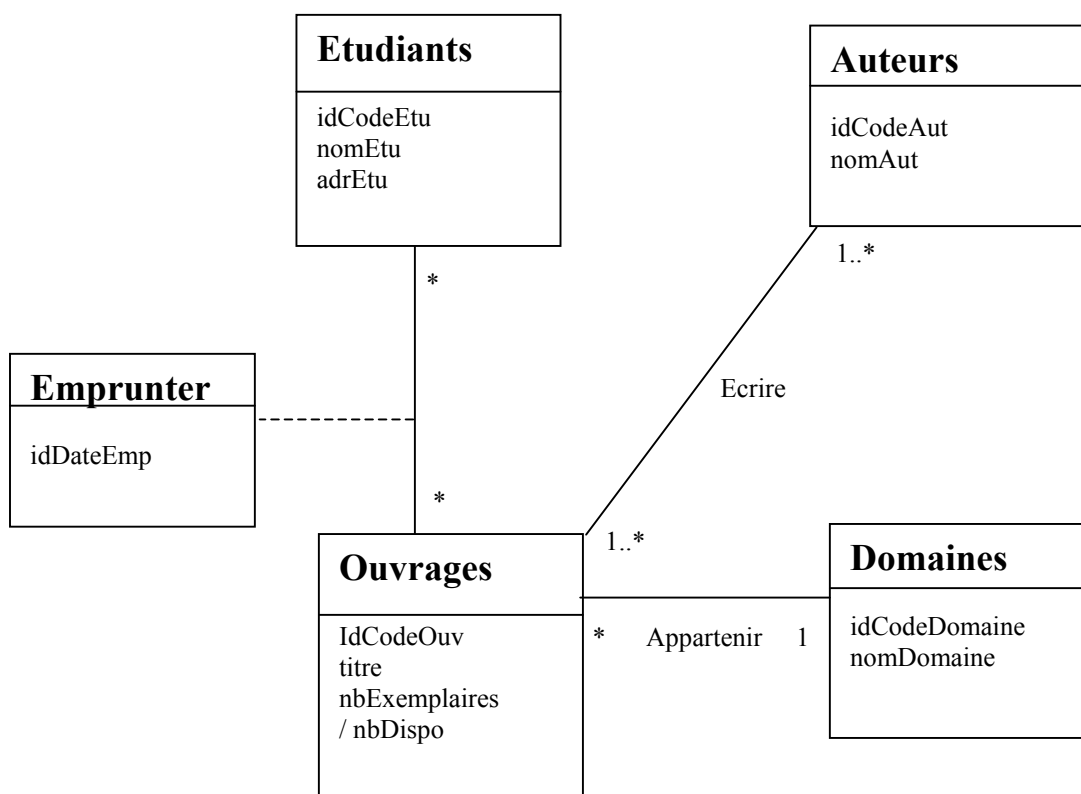 Etudiants
idCodeEtu
nomEtu
adrEtu
*
Auteurs
idCodeAut
nomAut
1..*
Emprunter
idDateEmp
Ecrire
*
1..*
Ouvrages
IdCodeOuv
titre
nbExemplaires
/ nbDispo
* Appartenir 1
Domaines
idCodeDomaine
nomDomaine